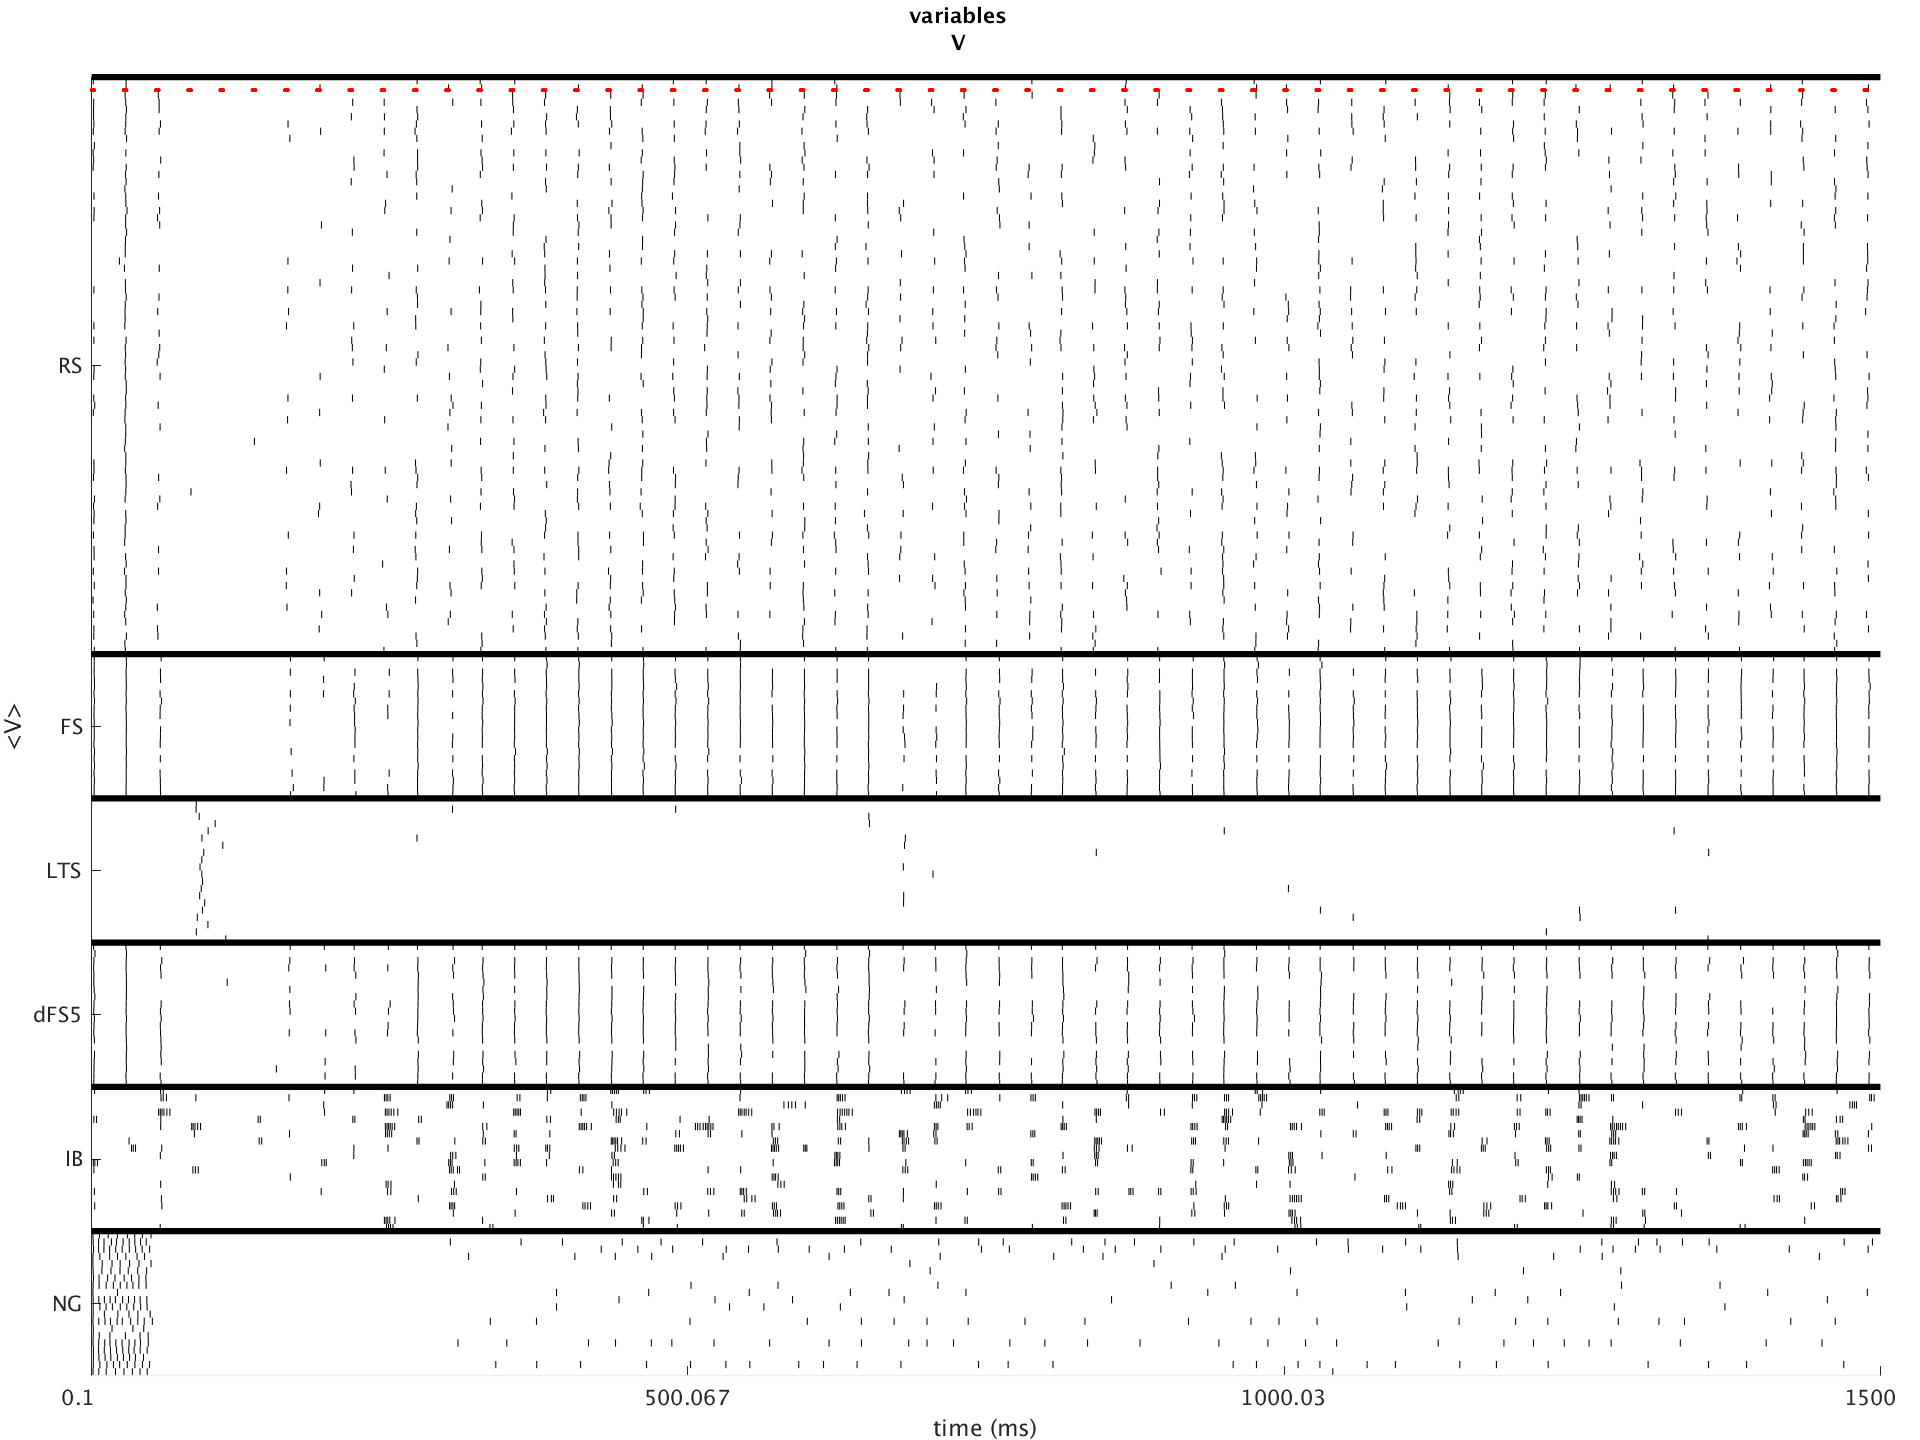 variables
V
RS
FS
<V>
LTS
dFS5
IB
NG
0.1
500.067
1000.03
1500
time (ms)